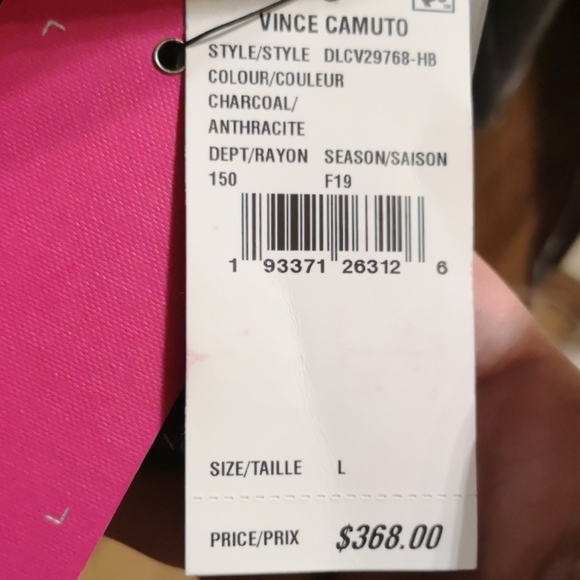 VINCE CAMUTO
STYLE/STYLE DLCV29768-HB
COLOUR/COULEUR
CHARCOAL/
ANTHRACITE
DEPT/RAYON SEASON/SAISON
150 F19
1 93371 26312 6
SIZE/TAILLE L
PRICE/PRIX $368.00